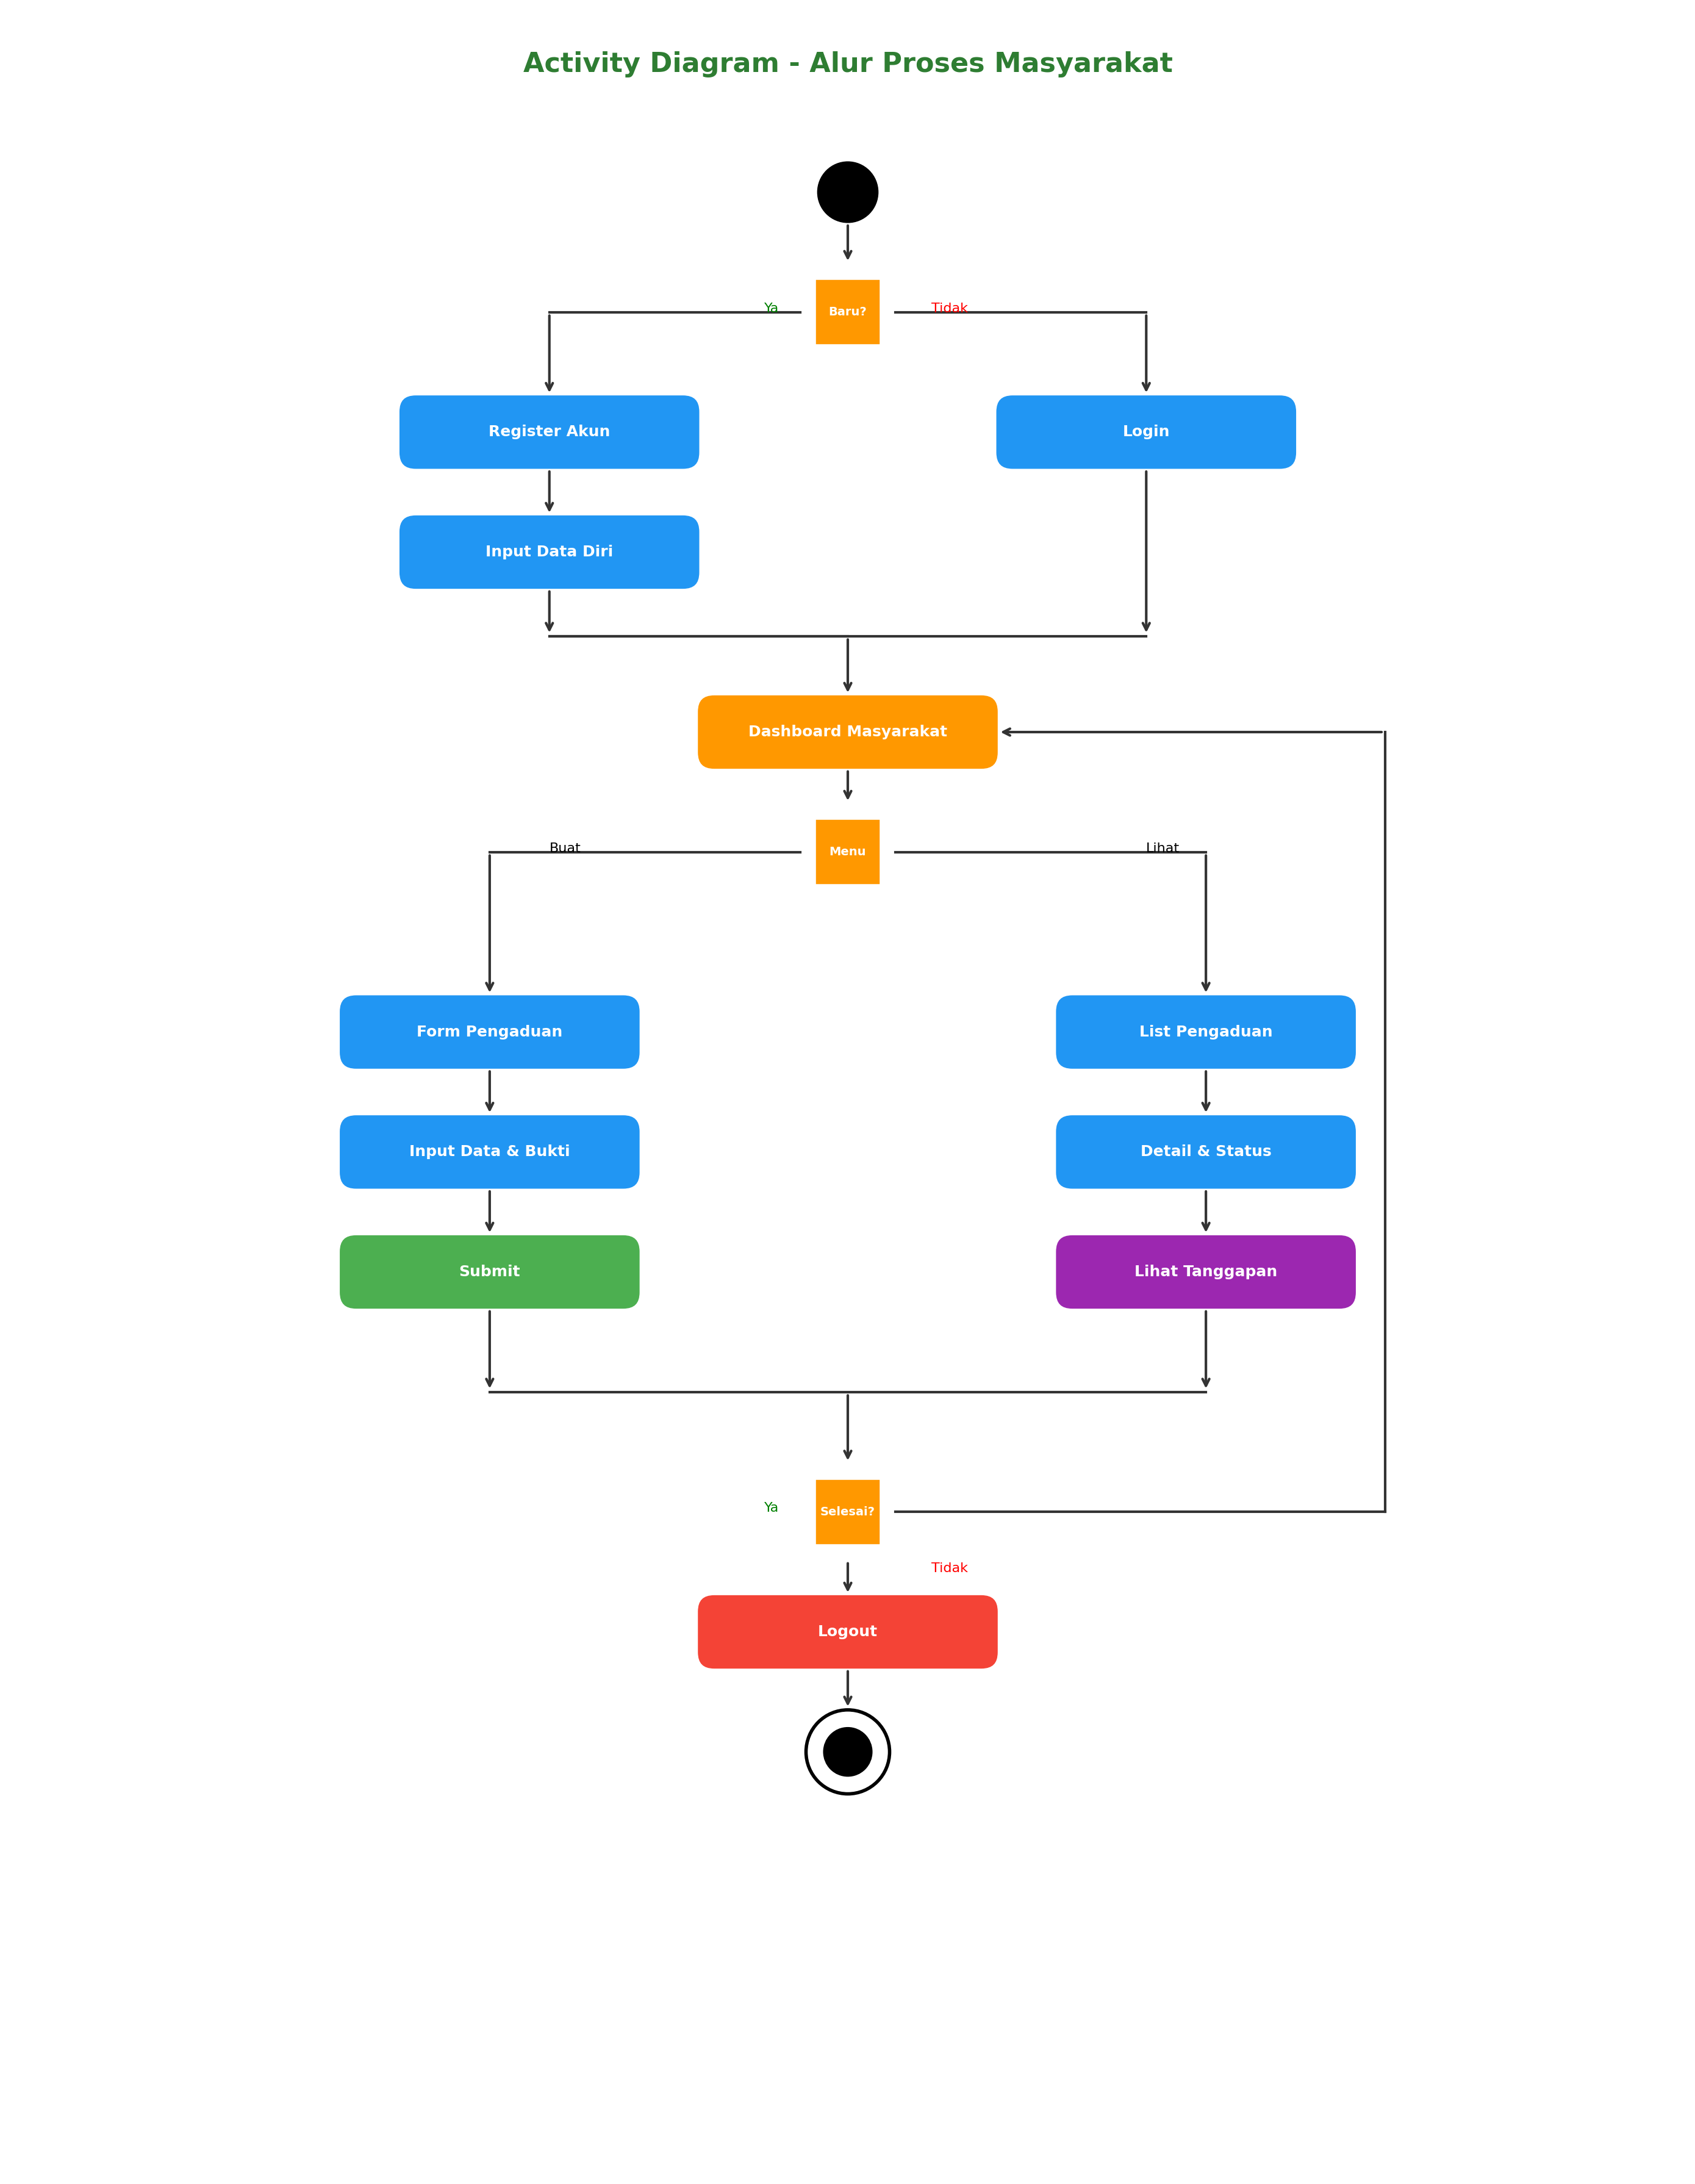 Activity Diagram - Alur Proses Masyarakat
Ya
Baru?
Tidak
Register Akun
Login
Input Data Diri
Dashboard Masyarakat
Buat
Menu
Lihat
Form Pengaduan
List Pengaduan
Input Data & Bukti
Detail & Status
Submit
Lihat Tanggapan
Ya
Selesai?
Tidak
Logout